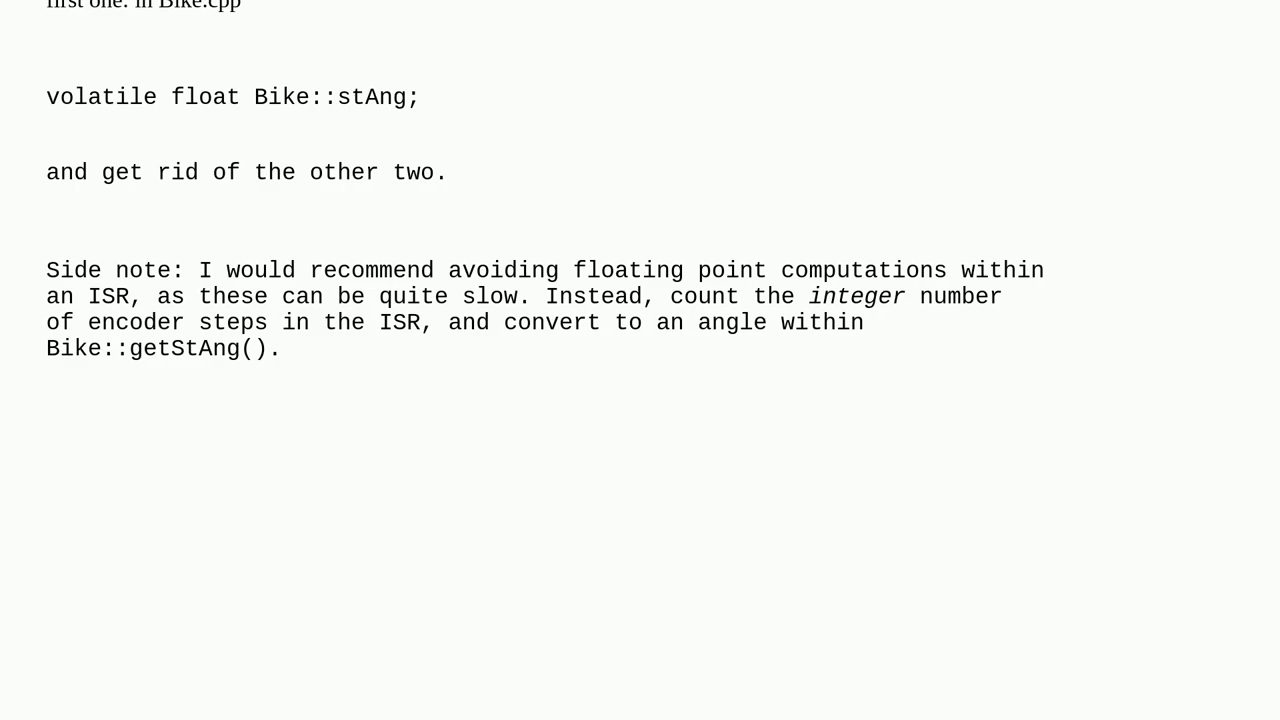 first one: in Bike.cpp
volatile float Bike::stAng;
and get rid of the other two.
Side note: I would recommend avoiding floating point computations within
an ISR, as these can be quite slow. Instead, count the integer number
of encoder steps in the ISR, and convert to an angle within
Bike::getStAng().